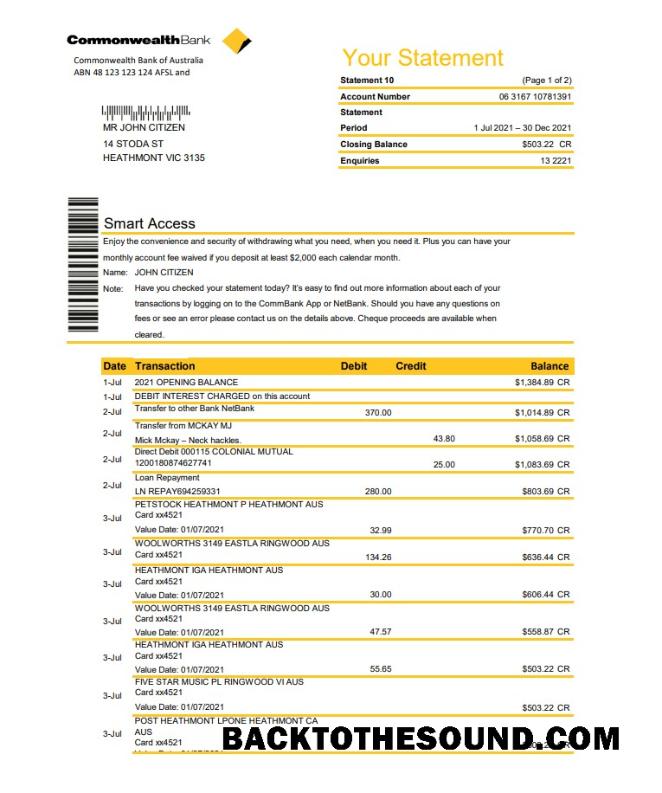 CommonwealthBank
Commonwealth Bank of Australia
ABN 48 123 123 124 AFSL and
Your Statement
Statement 10 (Page 1 of 2)
Account Number 06 3167 10781391
Statement
Period 1 Jul 2021 – 30 Dec 2021
Closing Balance $503.22 CR
Enquiries 13 2221
MR JOHN CITIZEN
14 STODA ST
HEATHMONT VIC 3135
Smart Access
Enjoy the convenience and security of withdrawing what you need, when you need it. Plus you can have your
monthly account fee waived if you deposit at least $2,000 each calendar month.
Name: JOHN CITIZEN
Note: Have you checked your statement today? It's easy to find out more information about each of your
transactions by logging on to the CommBank App or NetBank. Should you have any questions on
fees or see an error please contact us on the details above. Cheque proceeds are available when
cleared.
Date Transaction Debit Credit Balance
1-Jul 2021 OPENING BALANCE $1,384.89 CR
1-Jul DEBIT INTEREST CHARGED on this account
2-Jul Transfer to other Bank NetBank 370.00 $1,014.89 CR
Transfer from MCKAY MJ
2-Jul Mick Mckay – Neck hackles. 43.80 $1,058.69 CR
Direct Debit 000115 COLONIAL MUTUAL
2-Jul 1200180874627741 25.00 $1,083.69 CR
Loan Repayment
2-Jul LN REPAY694259331 280.00 $803.69 CR
PETSTOCK HEATHMONT P HEATHMONT AUS
3-Jul Card xx4521
Value Date: 01/07/2021 32.99 $770.70 CR
WOOLWORTHS 3149 EASTLA RINGWOOD AUS
3-Jul Card xx4521 134.26 $636.44 CR
HEATHMONT IGA HEATHMONT AUS
3-Jul Card xx4521
Value Date: 01/07/2021 30.00 $606.44 CR
WOOLWORTHS 3149 EASTLA RINGWOOD AUS
3-Jul Card xx4521
Value Date: 01/07/2021 47.57 $558.87 CR
HEATHMONT IGA HEATHMONT AUS
3-Jul Card xx4521
Value Date: 01/07/2021 55.65 $503.22 CR
FIVE STAR MUSIC PL RINGWOOD VI AUS
3-Jul Card xx4521
Value Date: 01/07/2021 $503.22 CR
POST HEATHMONT LPONE HEATHMONT CA
3-Jul AUS
Card xx4521
BACKTOTHESOUND.COM